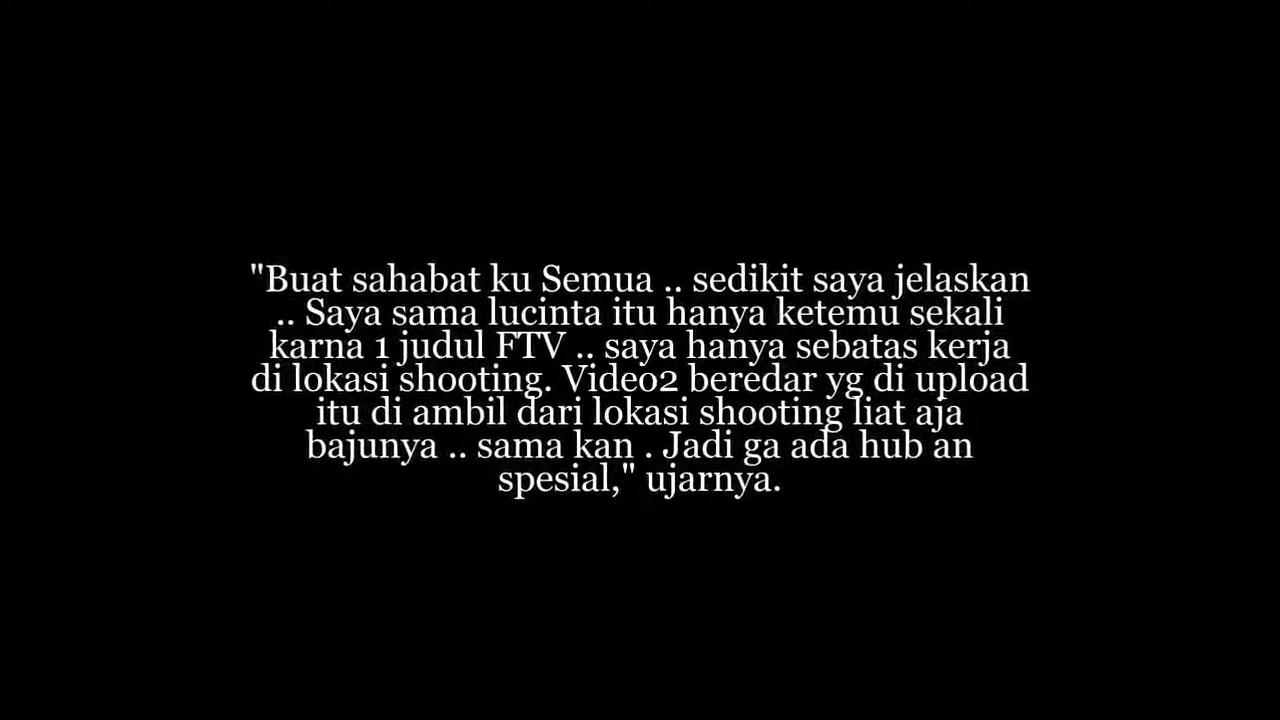 "Buat sahabat ku Semua .. sedikit saya jelaskan
.. Saya sama lucinta itu hanya ketemu sekali
karna 1 judul FTV .. saya hanya sebatas kerja
di lokasi shooting. Video2 beredar yg di upload
itu di ambil dari lokasi shooting liat aja
bajunya .. sama kan . Jadi ga ada hub an
spesial," ujarnya.